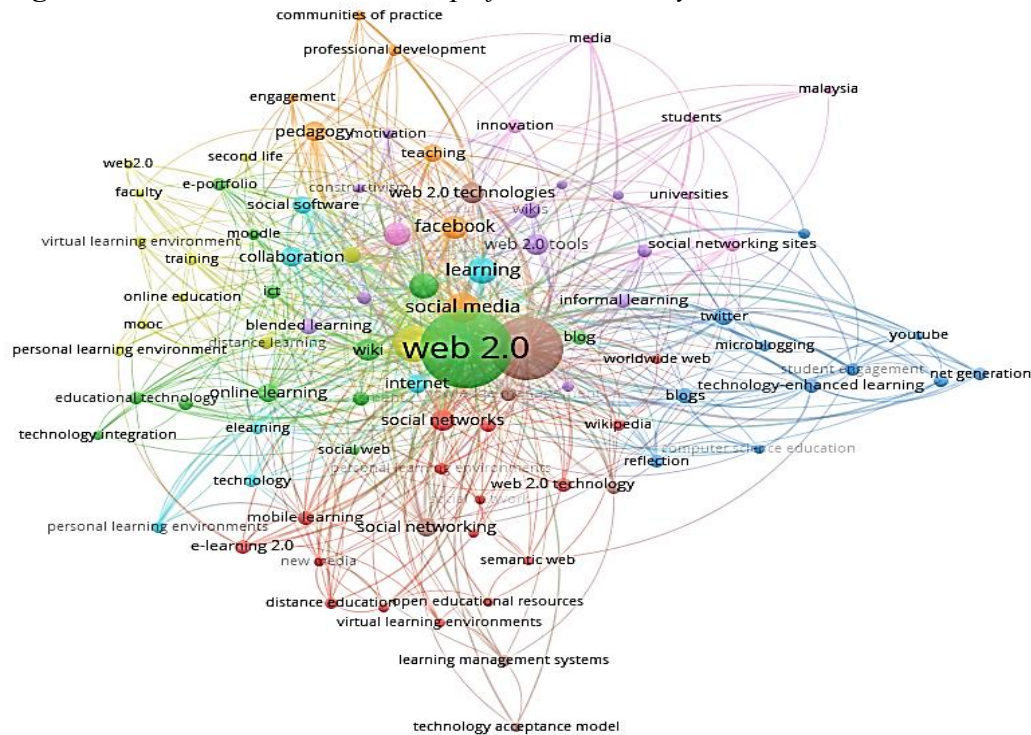 communities of practice
media
professional development
malaysia
engagement
students
innovation
pedagogy
motivation
teaching
second life
web2.0
e-portfolio
faculty
constructivism
web 2.0 technologies
universities
social software
wikis
facebook
moodle
virtual learning environment
web 2.0 tools
social networking sites
collaboration
training
learning
ict
online education
informal learning
social media
twitter
mooc
blended learning
blog
youtube
distance learning
microblogging
personal learning environment
wiki
web 2.0
worldwide web
student engagement
net generation
internet
technology-enhanced learning
educational technology
online learning
blogs
social networks
wikipedia
elearning
technology integration
social web
computer science education
reflection
personal learning environments
technology
web 2.0 technology
social network
mobile learning
personal learning environments
social networking
e-learning 2.0
new media
semantic web
distance education
open educational resources
virtual learning environments
learning management systems
technology acceptance model